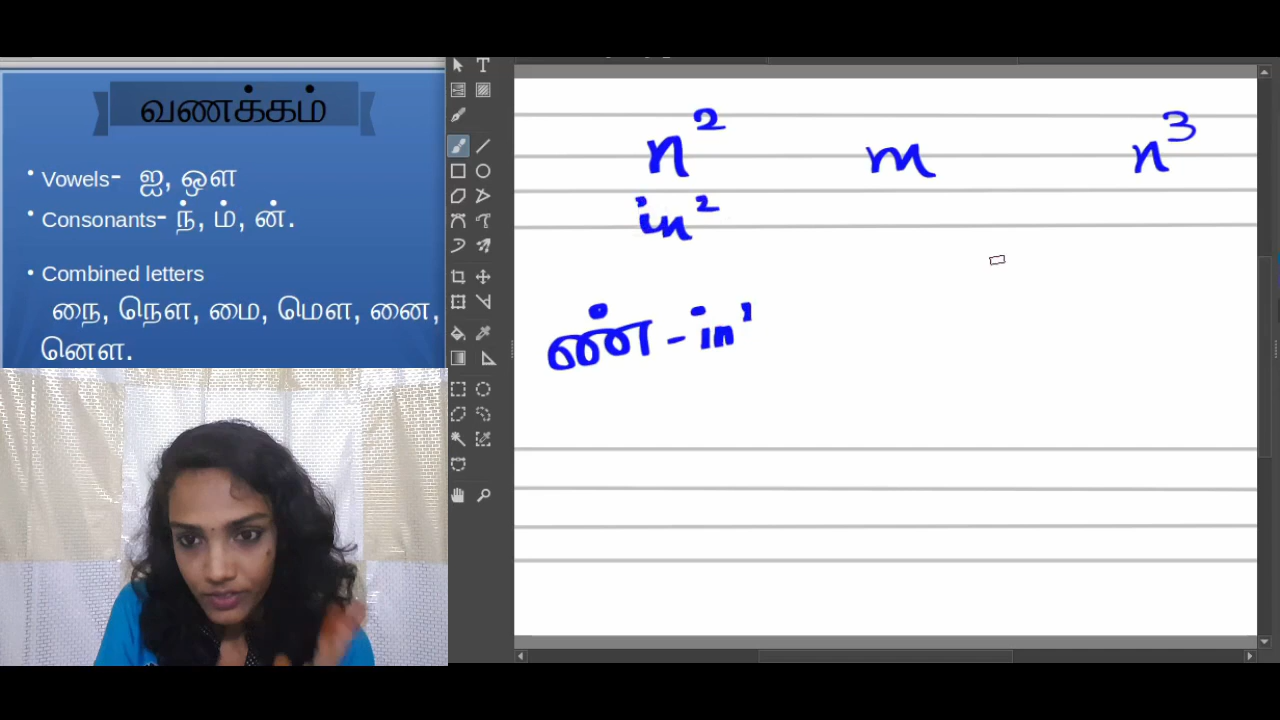 வணக்கம்
• Vowels- ஐ, ஔ
• Consonants- ந், ம், ன்.
• Combined letters
நை, நௌ, மை, மௌ, னை,
னௌ.
n² m n³
in²
ண் - in¹